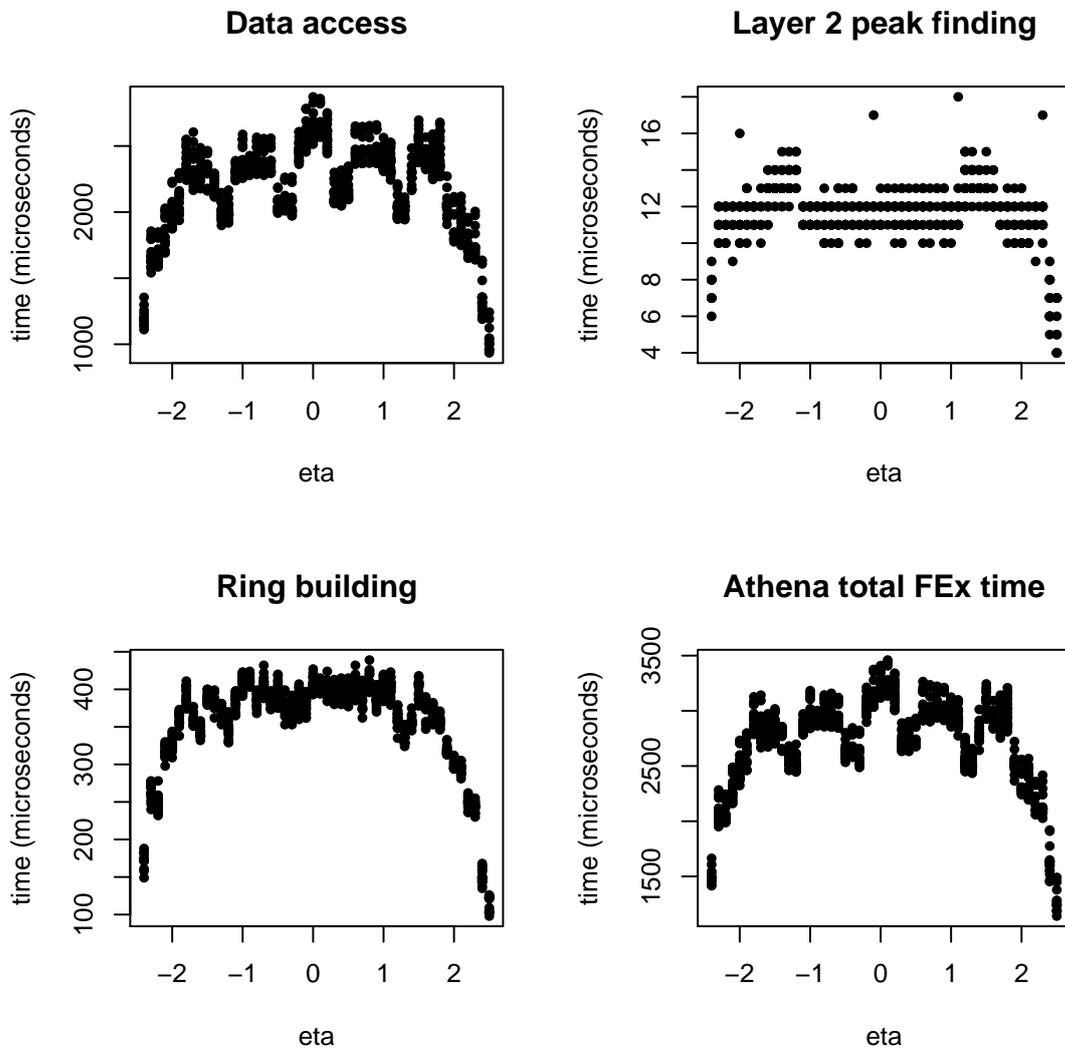 Data access
time (microseconds)
1000
2000
−2 −1 0 1 2
eta
Layer 2 peak finding
time (microseconds)
4 6 8 12 16
−2 −1 0 1 2
eta
Ring building
time (microseconds)
100 200 300 400
−2 −1 0 1 2
eta
Athena total FEx time
time (microseconds)
1500 2500 3500
−2 −1 0 1 2
eta